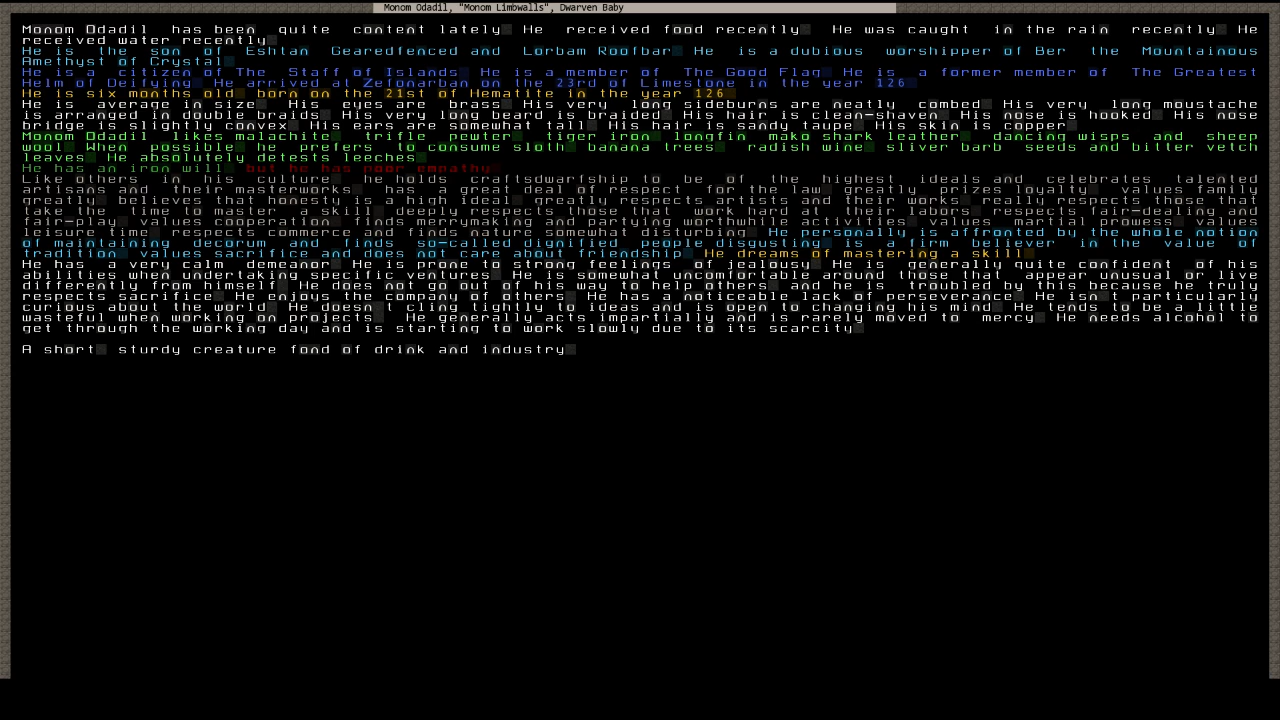 Monom Odadil, "Monom Limbwalls", Dwarven Baby
Monom Odadil has been quite content lately. He received food recently. He was caught in the rain recently. He
received water recently.
He is the son of Eshtan Gearedfenced and Lorbam Roofbar. He is a dubious worshipper of Ber the Mountainous
Amethyst of Crystal.
He is a citizen of The Staff of Islands. He is a member of The Good Flag. He is a former member of The Greatest
Helm of Deifying. He arrived at Zefonarban on the 23rd of Limestone in the year 126.
He is six months old, born on the 21st of Hematite in the year 126.
He is average in size. His eyes are brass. His very long sideburns are neatly combed. His very long moustache
is arranged in double braids. His very long beard is braided. His hair is clean-shaven. His nose is hooked. His nose
bridge is slightly convex. His ears are somewhat tall. His hair is sandy taupe. His skin is copper.
Monom Odadil likes malachite, trifle pewter, tiger iron, longfin mako shark leather, dancing wisps and sheep
wool. When possible, he prefers to consume sloth, banana trees, radish wine, sliver barb seeds and bitter vetch
leaves. He absolutely detests leeches.
He has an iron will, but he has poor empathy.
Like others in his culture, he holds craftsdwarfship to be of the highest ideals and celebrates talented
artisans and their masterworks, has a great deal of respect for the law, greatly prizes loyalty, values family
greatly, believes that honesty is a high ideal, greatly respects artists and their works, really respects those that
take the time to master a skill, deeply respects those that work hard at their labors, respects fair-dealing and
fair-play, values cooperation, finds merrymaking and partying worthwhile activities, values martial prowess, values
leisure time, respects commerce and finds nature somewhat disturbing. He personally is affronted by the whole notion
of maintaining decorum and finds so-called dignified people disgusting, is a firm believer in the value of
tradition, values sacrifice and does not care about friendship. He dreams of mastering a skill.
He has a very calm demeanor. He is prone to strong feelings of jealousy. He is generally quite confident of his
abilities when undertaking specific ventures. He is somewhat uncomfortable around those that appear unusual or live
differently from himself. He does not go out of his way to help others, and he is troubled by this because he truly
respects sacrifice. He enjoys the company of others. He has a noticeable lack of perseverance. He isn't particularly
curious about the world. He doesn't cling tightly to ideas and is open to changing his mind. He tends to be a little
wasteful when working on projects. He generally acts impartially and is rarely moved to mercy. He needs alcohol to
get through the working day and is starting to work slowly due to its scarcity.
A short, sturdy creature fond of drink and industry.